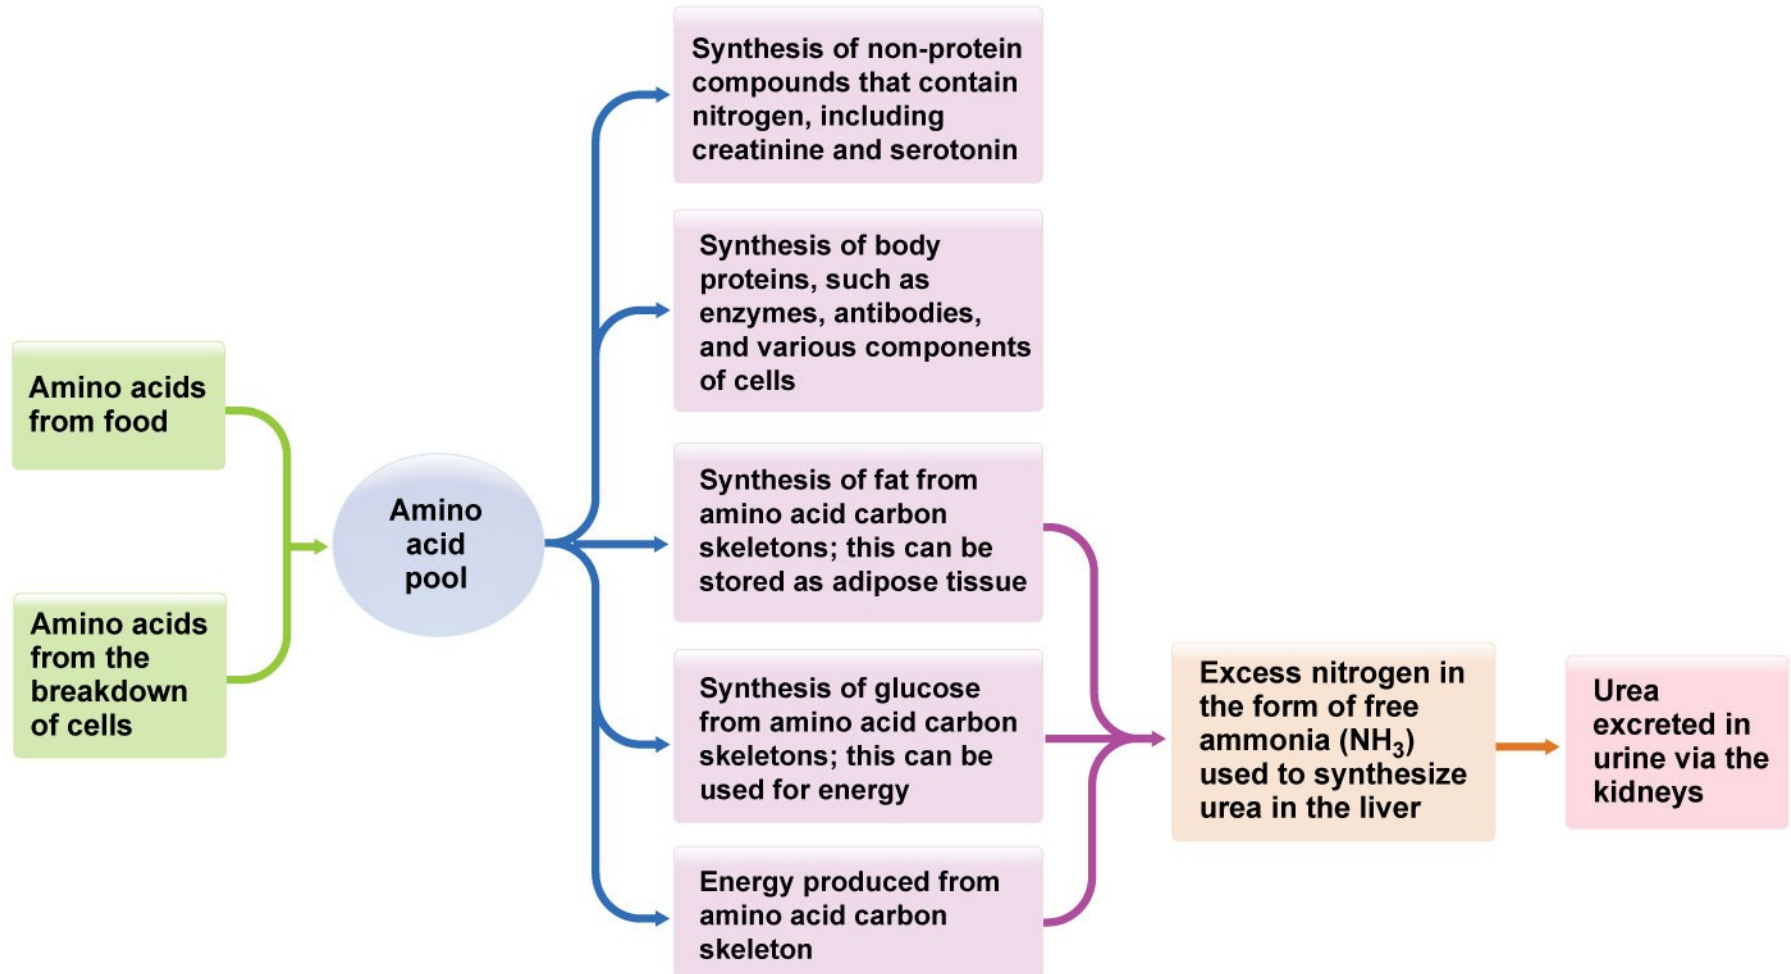 Amino acids
from food
Amino acids
from the
breakdown
of cells
Amino
acid
pool
Synthesis of non-protein
compounds that contain
nitrogen, including
creatinine and serotonin
Synthesis of body
proteins, such as
enzymes, antibodies,
and various components
of cells
Synthesis of fat from
amino acid carbon
skeletons; this can be
stored as adipose tissue
Synthesis of glucose
from amino acid carbon
skeletons; this can be
used for energy
Energy produced from
amino acid carbon
skeleton
Excess nitrogen in
the form of free
ammonia (NH₃)
used to synthesize
urea in the liver
Urea
excreted in
urine via the
kidneys